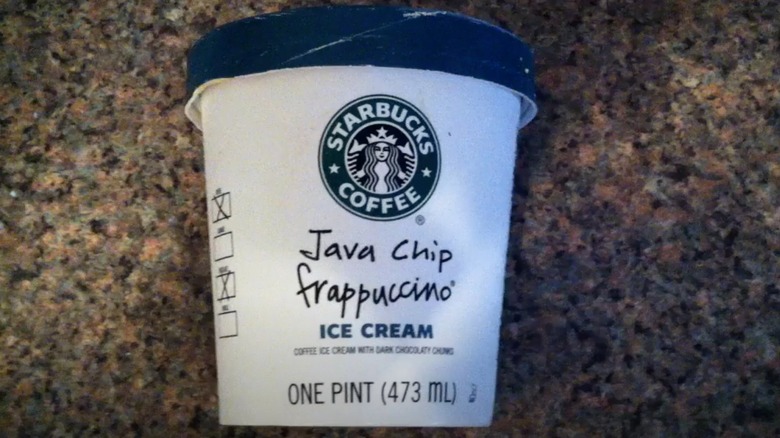 STARBUCKS
COFFEE
®
Java Chip
frappuccino®
ICE CREAM
COFFEE ICE CREAM WITH DARK CHOCOLATY CHUNKS
ONE PINT (473 mL)